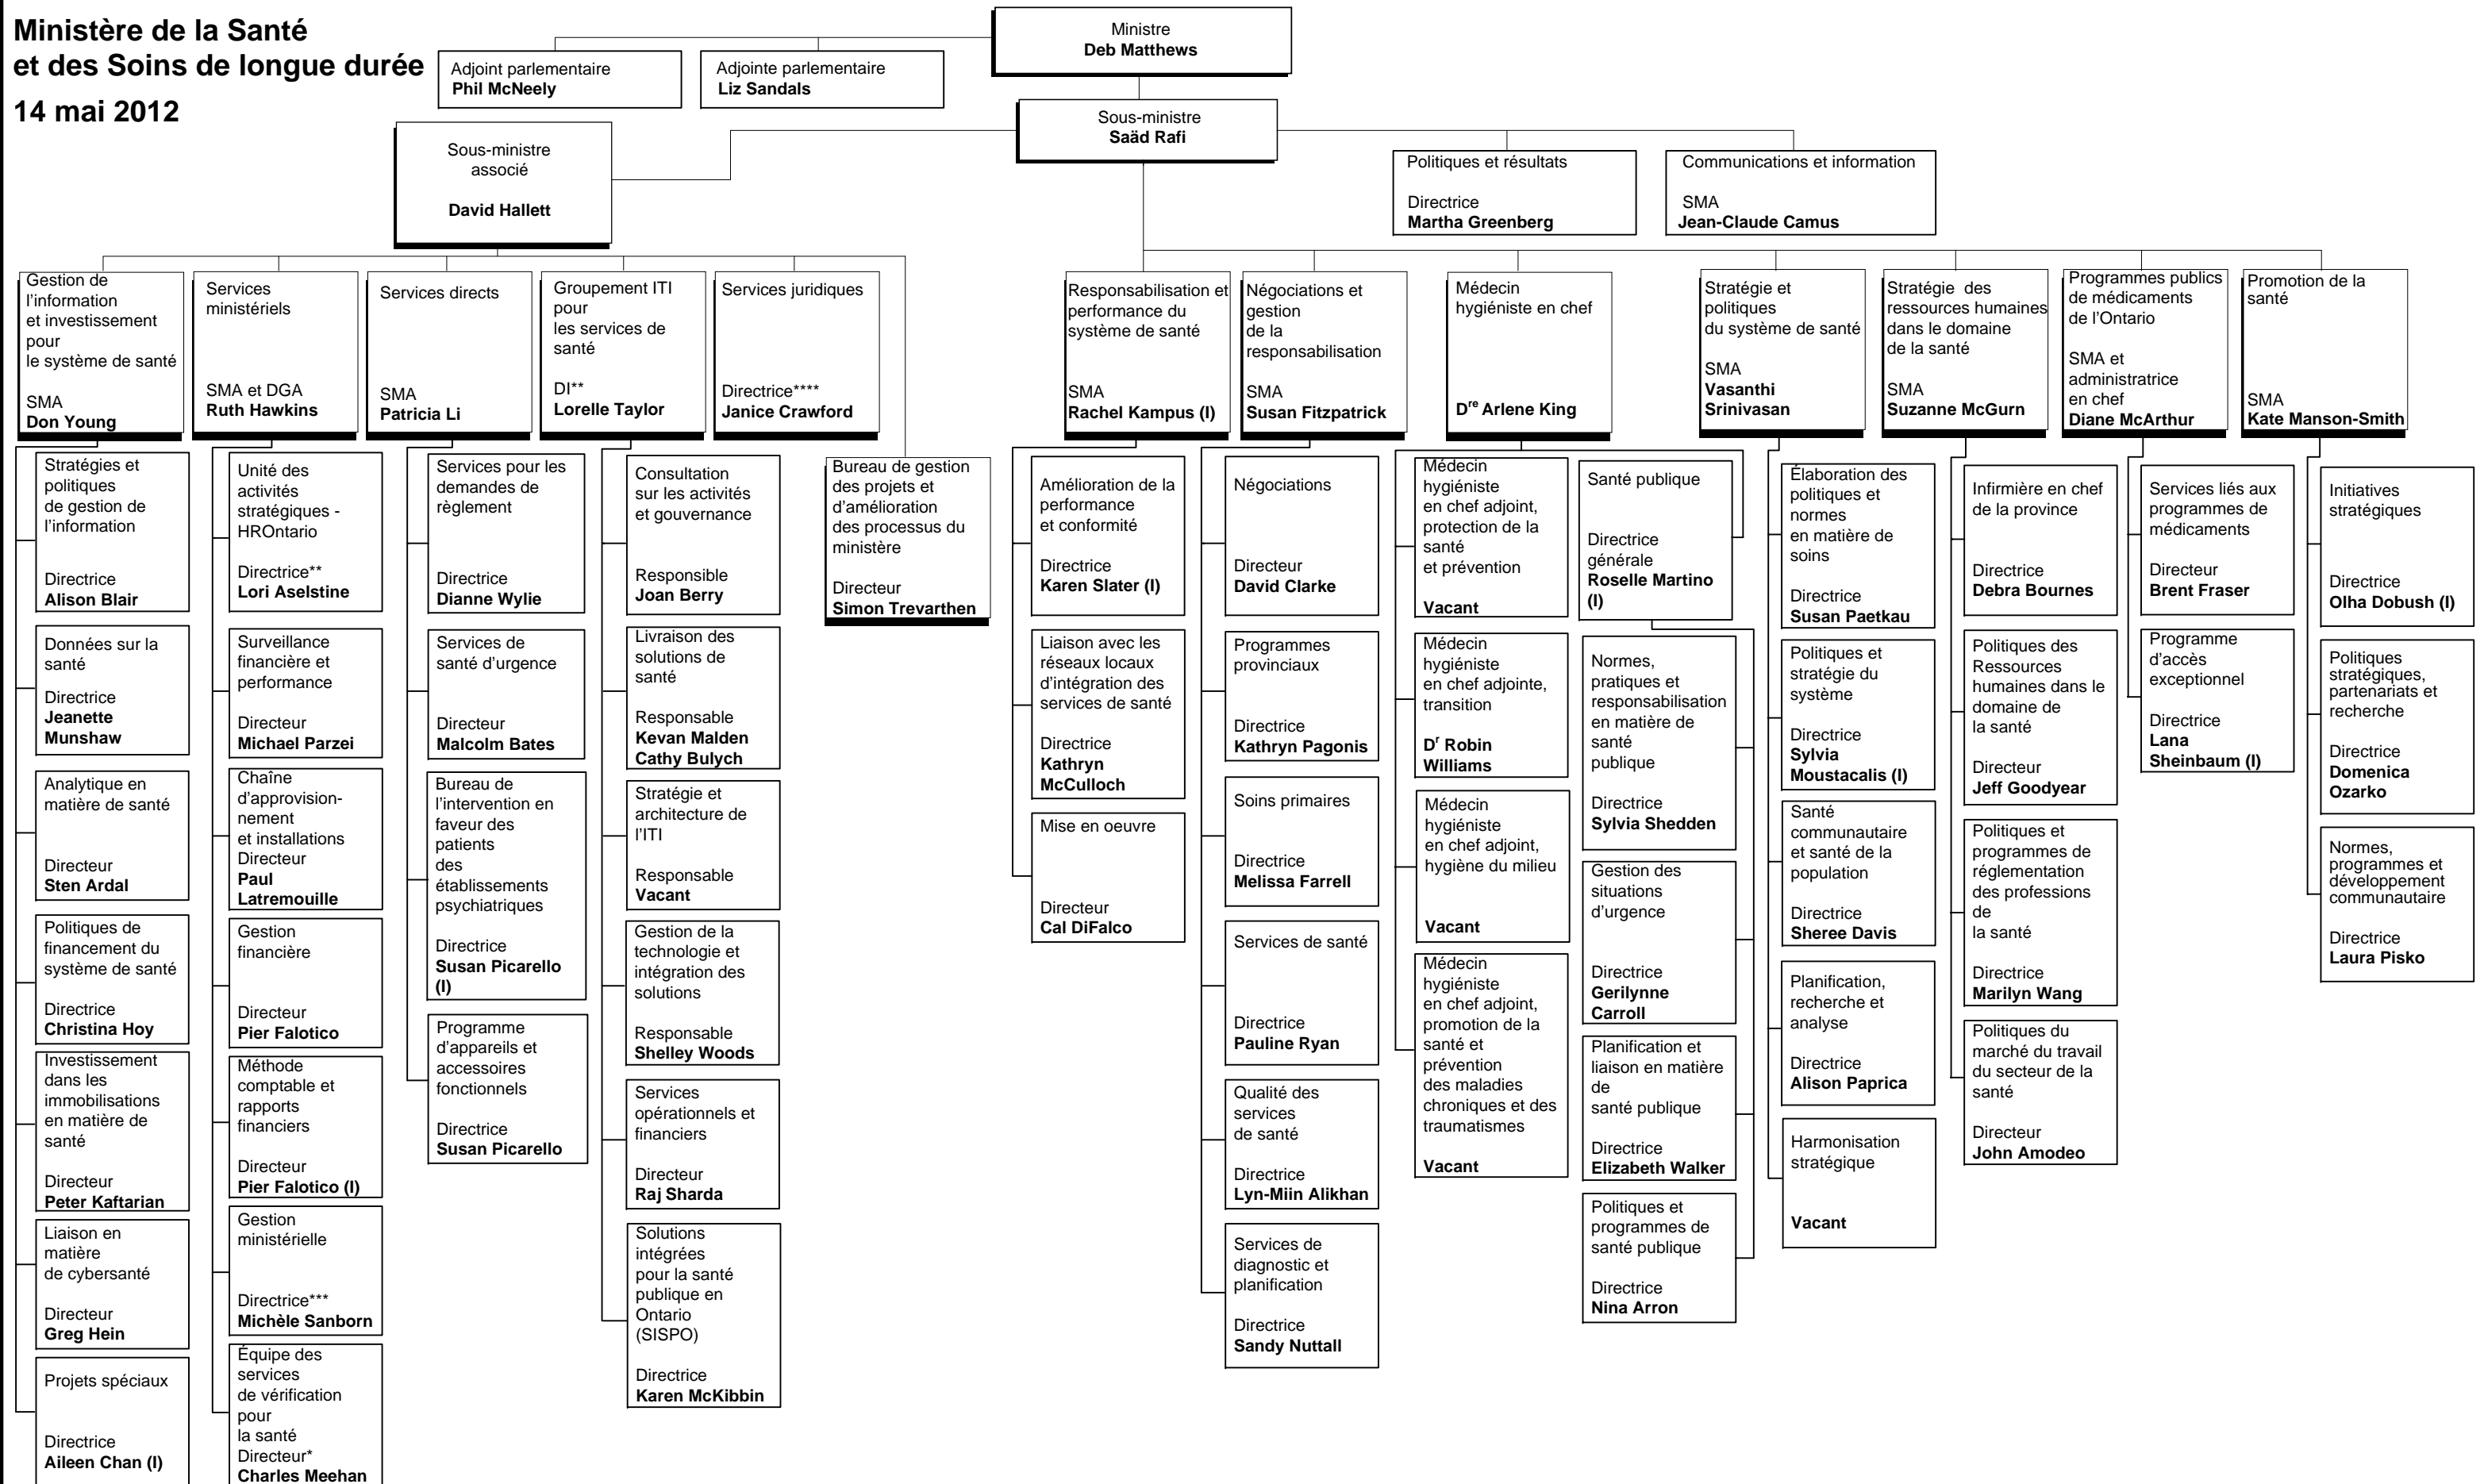 Ministère de la Santé
et des Soins de longue durée
14 mai 2012
Ministre
Deb Matthews
Adjoint parlementaire
Phil McNeely
Adjointe parlementaire
Liz Sandals
Sous-ministre
Saäd Rafi
Sous-ministre
associé
David Hallett
Politiques et résultats
Directrice
Martha Greenberg
Communications et information
SMA
Jean-Claude Camus
Gestion de
l’information
et investissement
pour
le système de santé
SMA
Don Young
Services
ministériels
SMA et DGA
Ruth Hawkins
Services directs
SMA
Patricia Li
Groupement ITI
pour
les services de
santé
DI**
Lorelle Taylor
Services juridiques
Directrice****
Janice Crawford
Responsabilisation et
performance du
système de santé
SMA
Rachel Kampus (I)
Négociations et
gestion
de la
responsabilisation
SMA
Susan Fitzpatrick
Médecin
hygiéniste en chef
Dre Arlene King
Stratégie et
politiques
du système de santé
SMA
Vasanthi
Srinivasan
Stratégie des
ressources humaines
dans le domaine
de la santé
SMA
Suzanne McGurn
Programmes publics
de médicaments
de l’Ontario
SMA et
administratrice
en chef
Diane McArthur
Promotion de la
santé
SMA
Kate Manson-Smith
Stratégies et
politiques
de gestion de
l’information
Directrice
Alison Blair
Données sur la
santé
Directrice
Jeanette
Munshaw
Analytique en
matière de santé
Directeur
Sten Ardal
Politiques de
financement du
système de santé
Directrice
Christina Hoy
Investissement
dans les
immobilisations
en matière de
santé
Directeur
Peter Kaftarian
Liaison en
matière
de cybersanté
Directeur
Greg Hein
Projets spéciaux
Directrice
Aileen Chan (I)
Unité des
activités
stratégiques -
HROntario
Directrice**
Lori Aselstine
Surveillance
financière et
performance
Directeur
Michael Parzei
Chaîne
d’approvision-
nement
et installations
Directeur
Paul
Latremouille
Gestion
financière
Directeur
Pier Falotico
Méthode
comptable et
rapports
financiers
Directeur
Pier Falotico (I)
Gestion
ministérielle
Directrice***
Michèle Sanborn
Équipe des
services
de vérification
pour
la santé
Directeur*
Charles Meehan
Services pour les
demandes de
règlement
Directrice
Dianne Wylie
Services de
santé d’urgence
Directeur
Malcolm Bates
Bureau de
l’intervention en
faveur des
patients
des
établissements
psychiatriques
Directrice
Susan Picarello
(I)
Programme
d’appareils et
accessoires
fonctionnels
Directrice
Susan Picarello
Consultation
sur les activités
et gouvernance
Responsible
Joan Berry
Livraison des
solutions de
santé
Responsable
Kevan Malden
Cathy Bulych
Stratégie et
architecture de
l’ITI
Responsable
Vacant
Gestion de la
technologie et
intégration des
solutions
Responsable
Shelley Woods
Services
opérationnels et
financiers
Directeur
Raj Sharda
Solutions
intégrées
pour la santé
publique en
Ontario
(SISPO)
Directrice
Karen McKibbin
Bureau de gestion
des projets et
d’amélioration
des processus du
ministère
Directeur
Simon Trevarthen
Amélioration de la
performance
et conformité
Directrice
Karen Slater (I)
Liaison avec les
réseaux locaux
d’intégration des
services de santé
Directrice
Kathryn
McCulloch
Mise en oeuvre
Directeur
Cal DiFalco
Négociations
Directeur
David Clarke
Programmes
provinciaux
Directrice
Kathryn Pagonis
Soins primaires
Directrice
Melissa Farrell
Services de santé
Directrice
Pauline Ryan
Qualité des
services
de santé
Directrice
Lyn-Miin Alikhan
Services de
diagnostic et
planification
Directrice
Sandy Nuttall
Médecin
hygiéniste
en chef adjoint,
protection de la
santé
et prévention
Vacant
Médecin
hygiéniste
en chef adjointe,
transition
Dr Robin
Williams
Médecin
hygiéniste
en chef adjoint,
hygiène du milieu
Vacant
Médecin
hygiéniste
en chef adjoint,
promotion de la
santé et
prévention
des maladies
chroniques et des
traumatismes
Vacant
Santé publique
Directrice
générale
Roselle Martino
(I)
Normes,
pratiques et
responsabilisation
en matière de
santé
publique
Directrice
Sylvia Shedden
Gestion des
situations
d’urgence
Directrice
Gerilynne
Carroll
Planification et
liaison en matière
de
santé publique
Directrice
Elizabeth Walker
Politiques et
programmes de
santé publique
Directrice
Nina Arron
Élaboration des
politiques et
normes
en matière de
soins
Directrice
Susan Paetkau
Politiques et
stratégie du
système
Directrice
Sylvia
Moustacalis (I)
Santé
communautaire
et santé de la
population
Directrice
Sheree Davis
Planification,
recherche et
analyse
Directrice
Alison Paprica
Harmonisation
stratégique
Vacant
Infirmière en chef
de la province
Directrice
Debra Bournes
Politiques des
Ressources
humaines dans le
domaine de
la santé
Directeur
Jeff Goodyear
Politiques et
programmes de
réglementation
des professions
de
la santé
Directrice
Marilyn Wang
Politiques du
marché du travail
du secteur de la
santé
Directeur
John Amodeo
Services liés aux
programmes de
médicaments
Directeur
Brent Fraser
Programme
d’accès
exceptionnel
Directrice
Lana
Sheinbaum (I)
Initiatives
stratégiques
Directrice
Olha Dobush (I)
Politiques
stratégiques,
partenariats et
recherche
Directrice
Domenica
Ozarko
Normes,
programmes et
développement
communautaire
Directrice
Laura Pisko